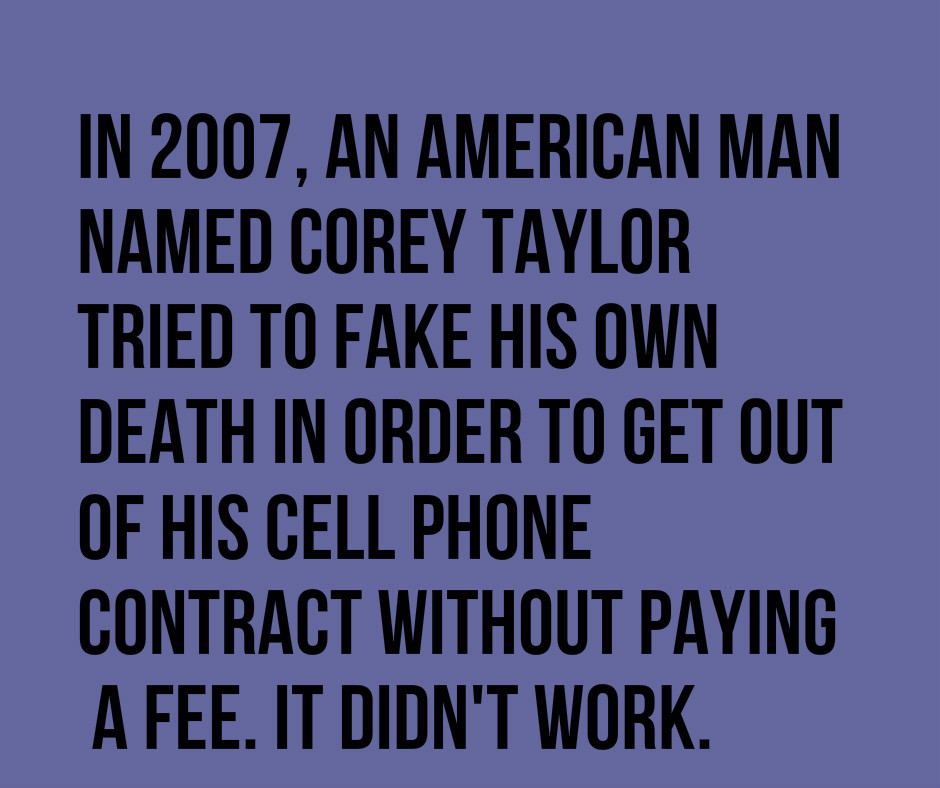 IN 2007, AN AMERICAN MAN
NAMED COREY TAYLOR
TRIED TO FAKE HIS OWN
DEATH IN ORDER TO GET OUT
OF HIS CELL PHONE
CONTRACT WITHOUT PAYING
A FEE. IT DIDN'T WORK.